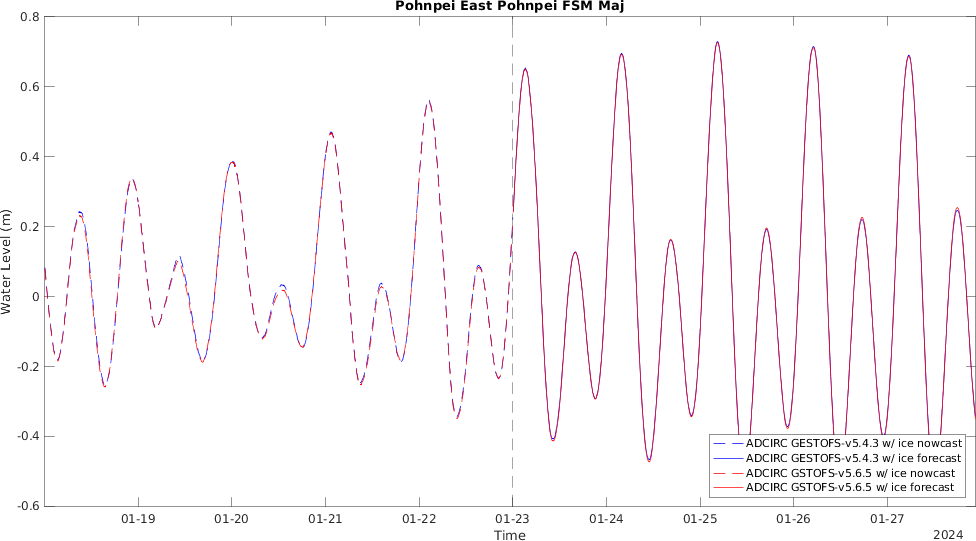 Pohnpei East Pohnpei FSM Maj
0.8
0.6
0.4
0.2
0
-0.2
-0.4
-0.6
Water Level (m)
ADCIRC GESTOFS-v5.4.3 w/ ice nowcast
ADCIRC GESTOFS-v5.4.3 w/ ice forecast
ADCIRC GSTOFS-v5.6.5 w/ ice nowcast
ADCIRC GSTOFS-v5.6.5 w/ ice forecast
01-19 01-20 01-21 01-22 01-23 01-24 01-25 01-26 01-27
Time
2024